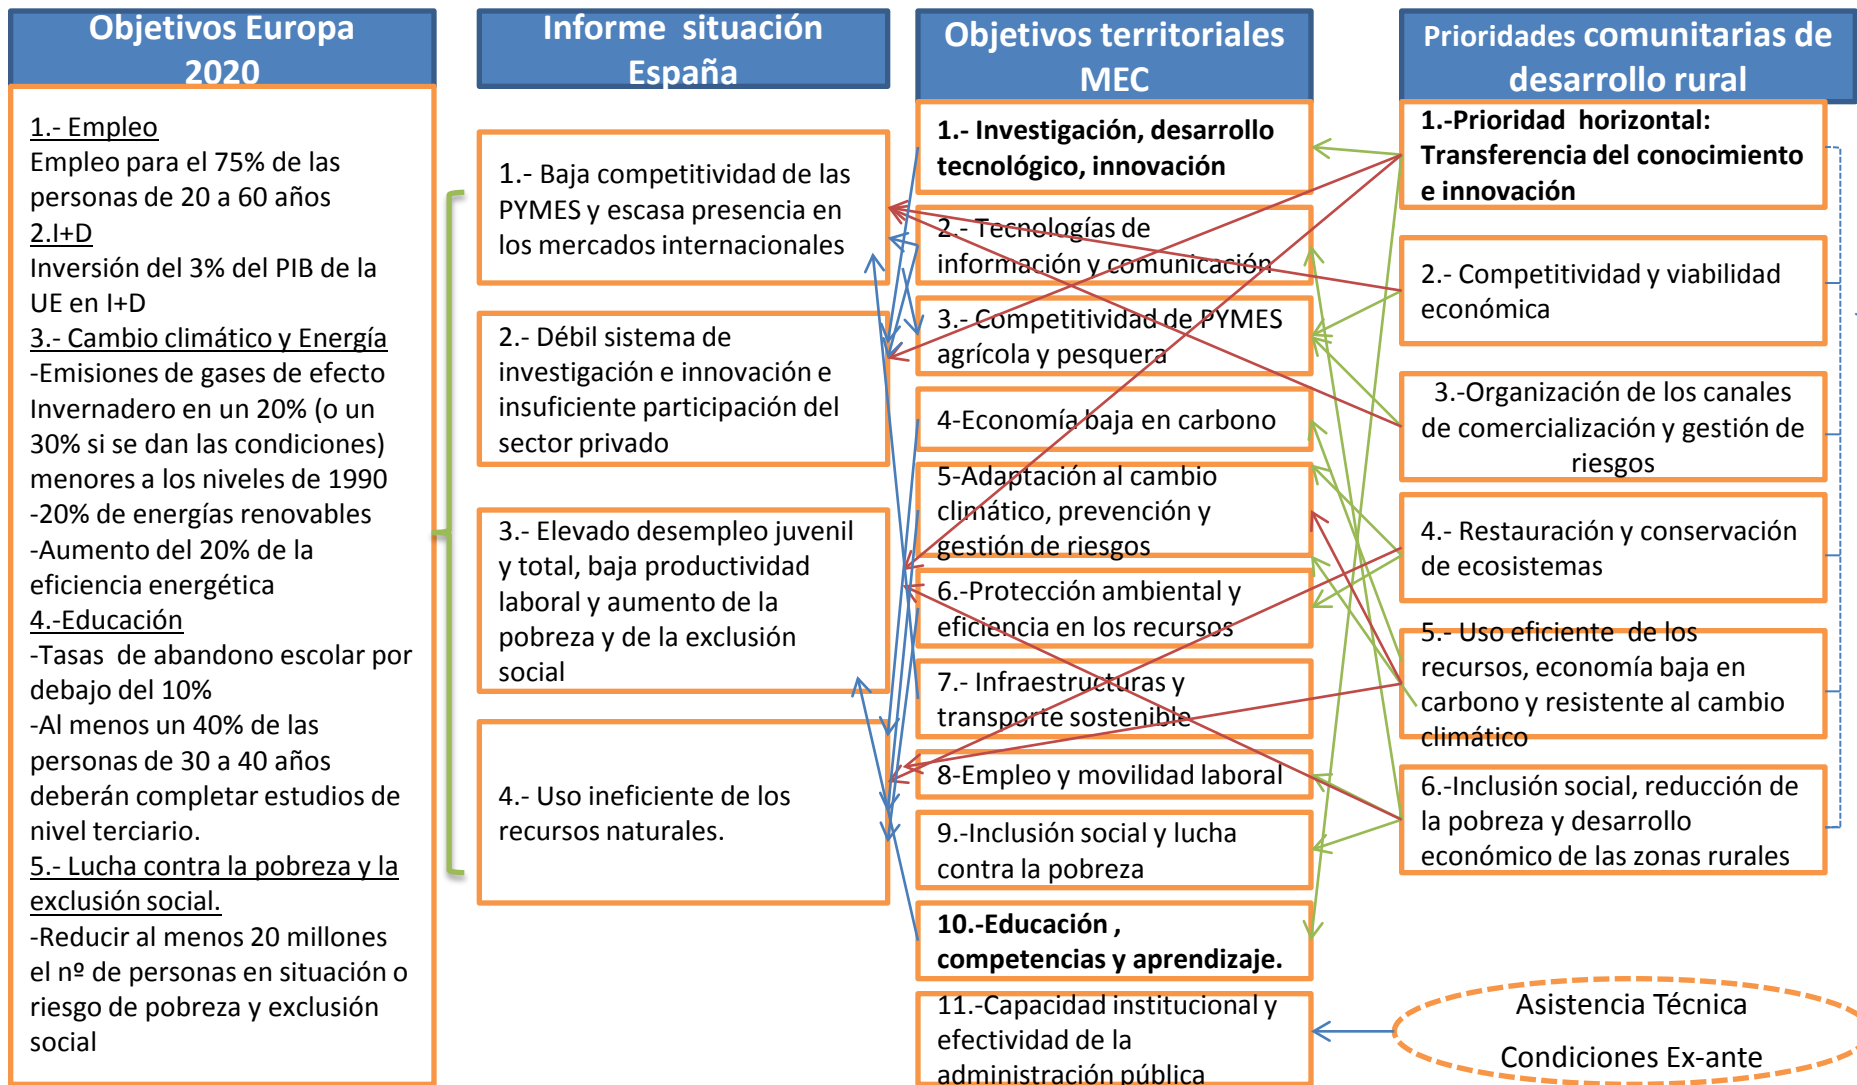 Objetivos Europa
2020
1.- Empleo
Empleo para el 75% de las
personas de 20 a 60 años
2.I+D
Inversión del 3% del PIB de la
UE en I+D
3.- Cambio climático y Energía
-Emisiones de gases de efecto
Invernadero en un 20% (o un
30% si se dan las condiciones)
menores a los niveles de 1990
-20% de energías renovables
-Aumento del 20% de la
eficiencia energética
4.-Educación
-Tasas de abandono escolar por
debajo del 10%
-Al menos un 40% de las
personas de 30 a 40 años
deberán completar estudios de
nivel terciario.
5.- Lucha contra la pobreza y la
exclusión social.
-Reducir al menos 20 millones
el nº de personas en situación o
riesgo de pobreza y exclusión
social
Informe situación
España
1.- Baja competitividad de las
PYMES y escasa presencia en
los mercados internacionales
2.- Débil sistema de
investigación e innovación e
insuficiente participación del
sector privado
3.- Elevado desempleo juvenil
y total, baja productividad
laboral y aumento de la
pobreza y de la exclusión
social
4.- Uso ineficiente de los
recursos naturales.
Objetivos territoriales
MEC
1.- Investigación, desarrollo
tecnológico, innovación
2.- Tecnologías de
información y comunicación
3.- Competitividad de PYMES
agrícola y pesquera
4-Economía baja en carbono
5-Adaptación al cambio
climático, prevención y
gestión de riesgos
6.-Protección ambiental y
eficiencia en los recursos
7.- Infraestructuras y
transporte sostenible
8-Empleo y movilidad laboral
9.-Inclusión social y lucha
contra la pobreza
10.-Educación ,
competencias y aprendizaje.
11.-Capacidad institucional y
efectividad de la
administración pública
Prioridades comunitarias de
desarrollo rural
1.-Prioridad horizontal:
Transferencia del conocimiento
e innovación
2.- Competitividad y viabilidad
económica
3.-Organización de los canales
de comercialización y gestión de
riesgos
4.- Restauración y conservación
de ecosistemas
5.- Uso eficiente de los
recursos, economía baja en
carbono y resistente al cambio
climático
6.-Inclusión social, reducción de
la pobreza y desarrollo
económico de las zonas rurales
Asistencia Técnica
Condiciones Ex-ante